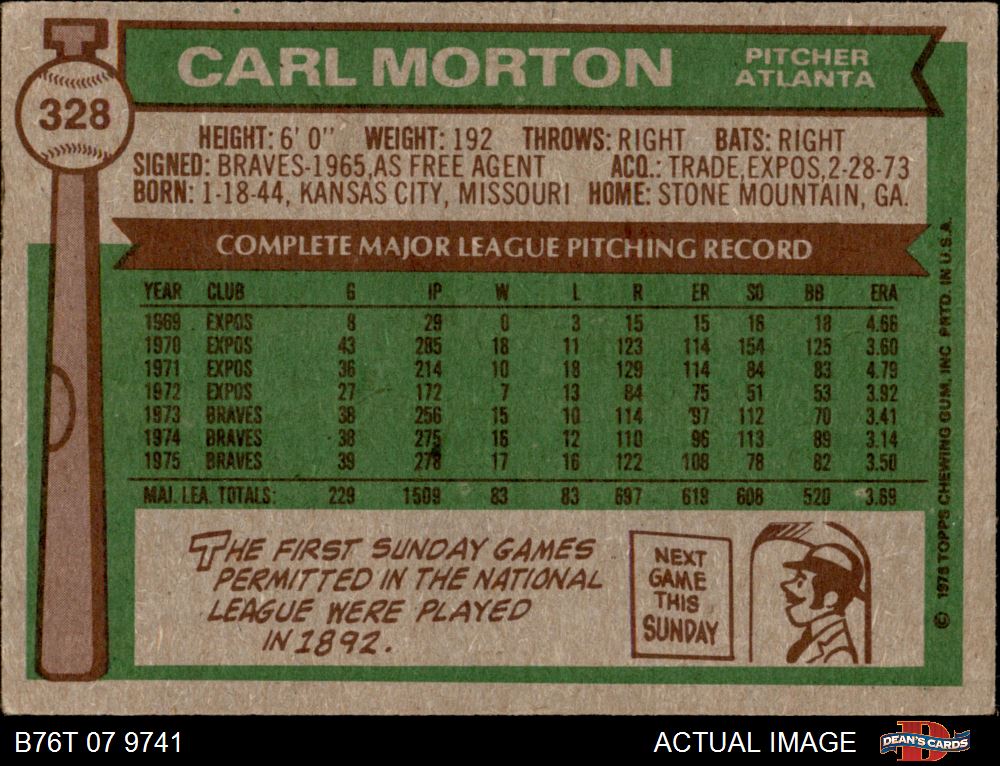 328
CARL MORTON
PITCHER
ATLANTA
HEIGHT: 6' 0" WEIGHT: 192 THROWS: RIGHT BATS: RIGHT
SIGNED: BRAVES-1965, AS FREE AGENT ACQ.: TRADE, EXPOS, 2-28-73
BORN: 1-18-44, KANSAS CITY, MISSOURI HOME: STONE MOUNTAIN, GA.
COMPLETE MAJOR LEAGUE PITCHING RECORD
YEAR CLUB G IP W L R ER SO BB ERA
1969 EXPOS 8 29 0 3 15 15 16 18 4.66
1970 EXPOS 43 285 18 11 123 114 154 125 3.60
1971 EXPOS 36 214 10 18 129 114 84 83 4.79
1972 EXPOS 27 172 7 13 84 75 51 53 3.92
1973 BRAVES 38 256 15 10 114 97 112 70 3.41
1974 BRAVES 38 275 16 12 110 96 113 89 3.14
1975 BRAVES 39 278 17 16 122 108 78 82 3.50
MAJ. LEA. TOTALS: 229 1509 83 83 697 619 608 520 3.69
THE FIRST SUNDAY GAMES
PERMITTED IN THE NATIONAL
LEAGUE WERE PLAYED
IN 1892.
NEXT
GAME
THIS
SUNDAY
© 1976 TOPPS CHEWING GUM, INC. PRTD. IN U.S.A.
B76T 07 9741
ACTUAL IMAGE
DEAN'S CARDS